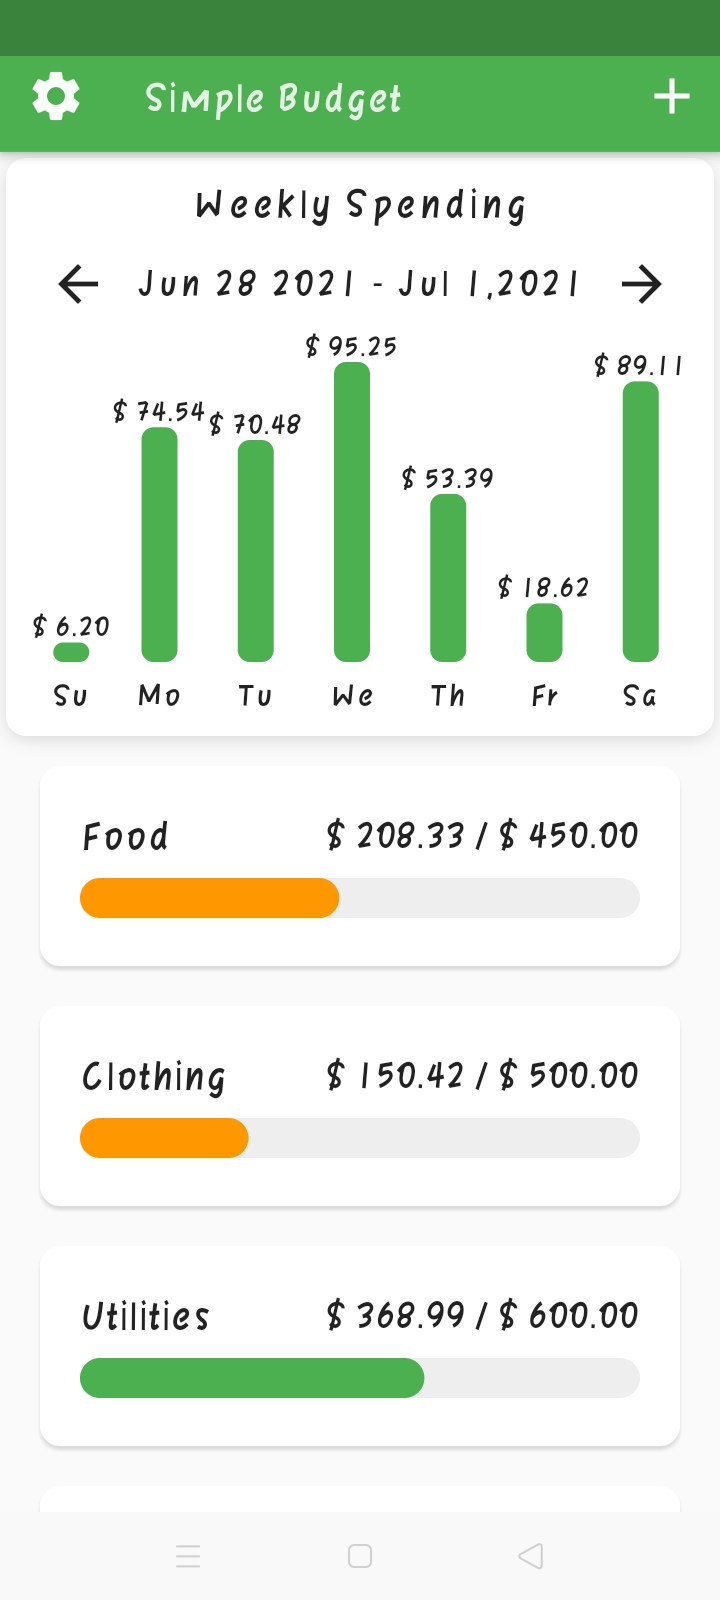 Simple Budget
Weekly Spending
Jun 28 2021 - Jul 1,2021
$ 95.25
$ 89.11
$ 74.54
$ 70.48
$ 53.39
$ 18.62
$ 6.20
Su Mo Tu We Th Fr Sa
Food $ 208.33 / $ 450.00
Clothing $ 150.42 / $ 500.00
Utilities $ 368.99 / $ 600.00